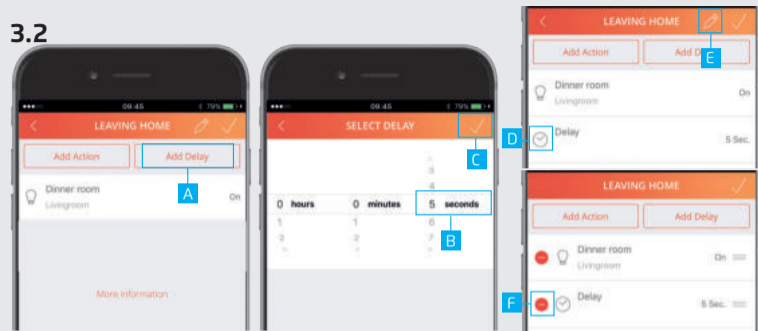 3.2
09:45
79%
LEAVING HOME
Add Action
Add Delay
A
Dinner room
Livingroom
On
More information
09:45
79%
SELECT DELAY
C
3
4
0 hours
0 minutes
5 seconds
1
1
6
B
2
2
7
LEAVING HOME
Add Action
Add D
E
Dinner room
Livingroom
On
D
Delay
5 Sec.
LEAVING HOME
Add Action
Add Delay
Dinner room
Livingroom
On
F
Delay
5 Sec.